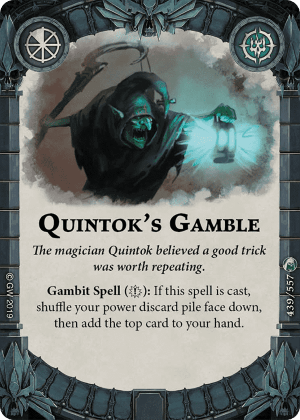 QUINTOK'S GAMBLE
The magician Quintok believed a good trick
was worth repeating.
Gambit Spell (): If this spell is cast,
shuffle your power discard pile face down,
then add the top card to your hand.
© GW 2019
439/557